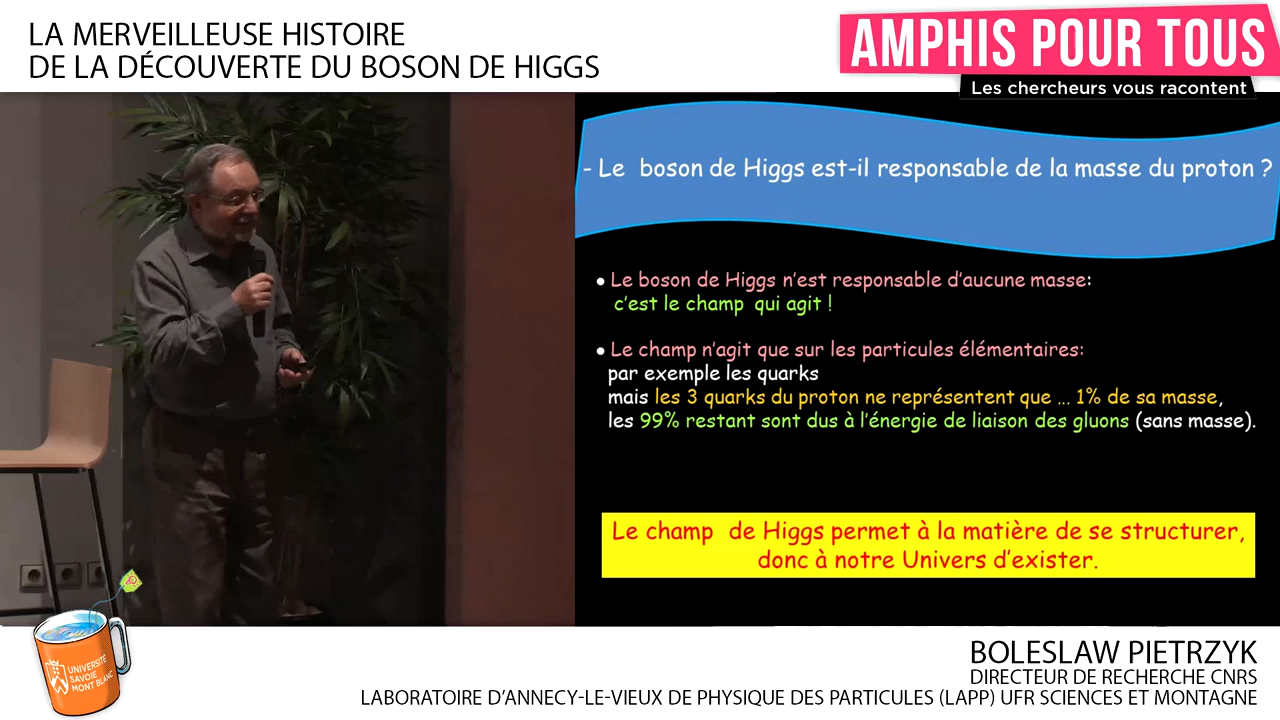 LA MERVEILLEUSE HISTOIRE
DE LA DÉCOUVERTE DU BOSON DE HIGGS
AMPHIS POUR TOUS
Les chercheurs vous racontent
- Le boson de Higgs est-il responsable de la masse du proton ?
• Le boson de Higgs n'est responsable d'aucune masse:
c'est le champ qui agit !
• Le champ n'agit que sur les particules élémentaires:
par exemple les quarks
mais les 3 quarks du proton ne représentent que ... 1% de sa masse,
les 99% restant sont dus à l'énergie de liaison des gluons (sans masse).
Le champ de Higgs permet à la matière de se structurer,
donc à notre Univers d'exister.
UNIVERSITÉ
SAVOIE
MONT BLANC
BOLESLAW PIETRZYK
DIRECTEUR DE RECHERCHE CNRS
LABORATOIRE D'ANNECY-LE-VIEUX DE PHYSIQUE DES PARTICULES (LAPP) UFR SCIENCES ET MONTAGNE